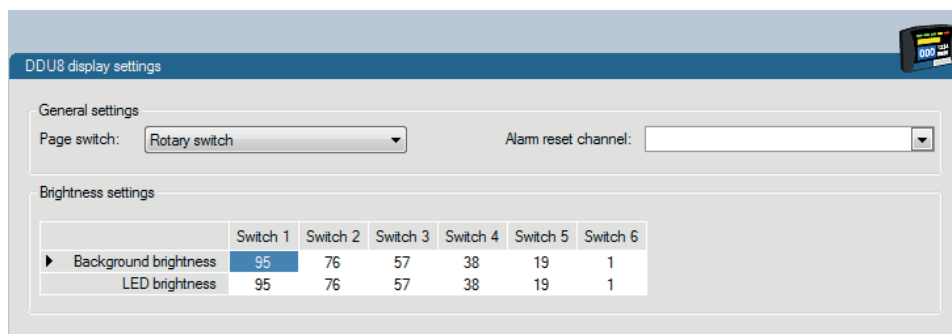 DDU8 display settings
General settings
Page switch: Rotary switch Alarm reset channel:
Brightness settings
Switch 1 Switch 2 Switch 3 Switch 4 Switch 5 Switch 6
Background brightness 95 76 57 38 19 1
LED brightness 95 76 57 38 19 1